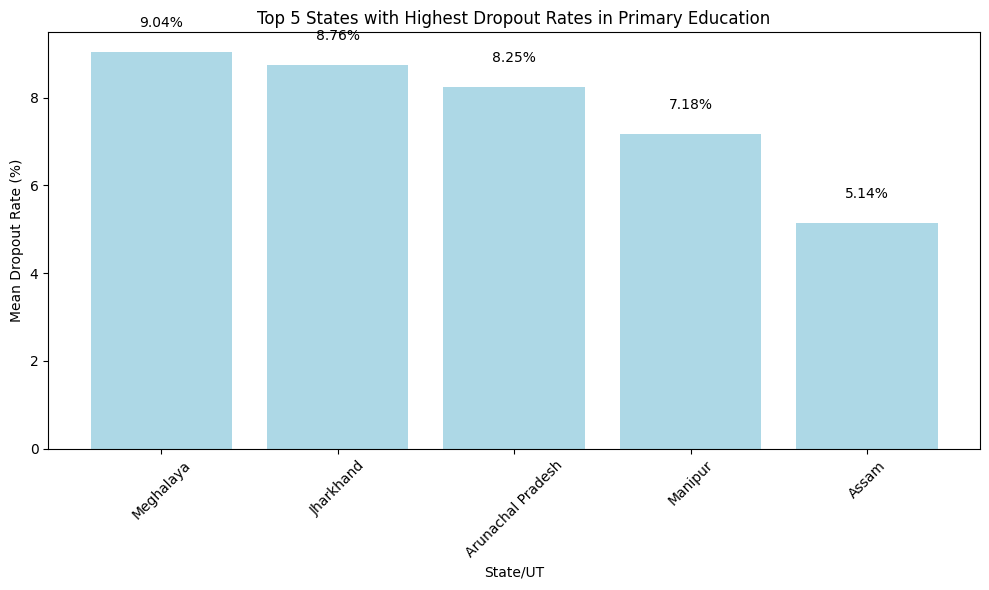 Top 5 States with Highest Dropout Rates in Primary Education
9.04%
8.76%
8.25%
7.18%
5.14%
Mean Dropout Rate (%)
8
6
4
2
0
Meghalaya
Jharkhand
Arunachal Pradesh
Manipur
Assam
State/UT